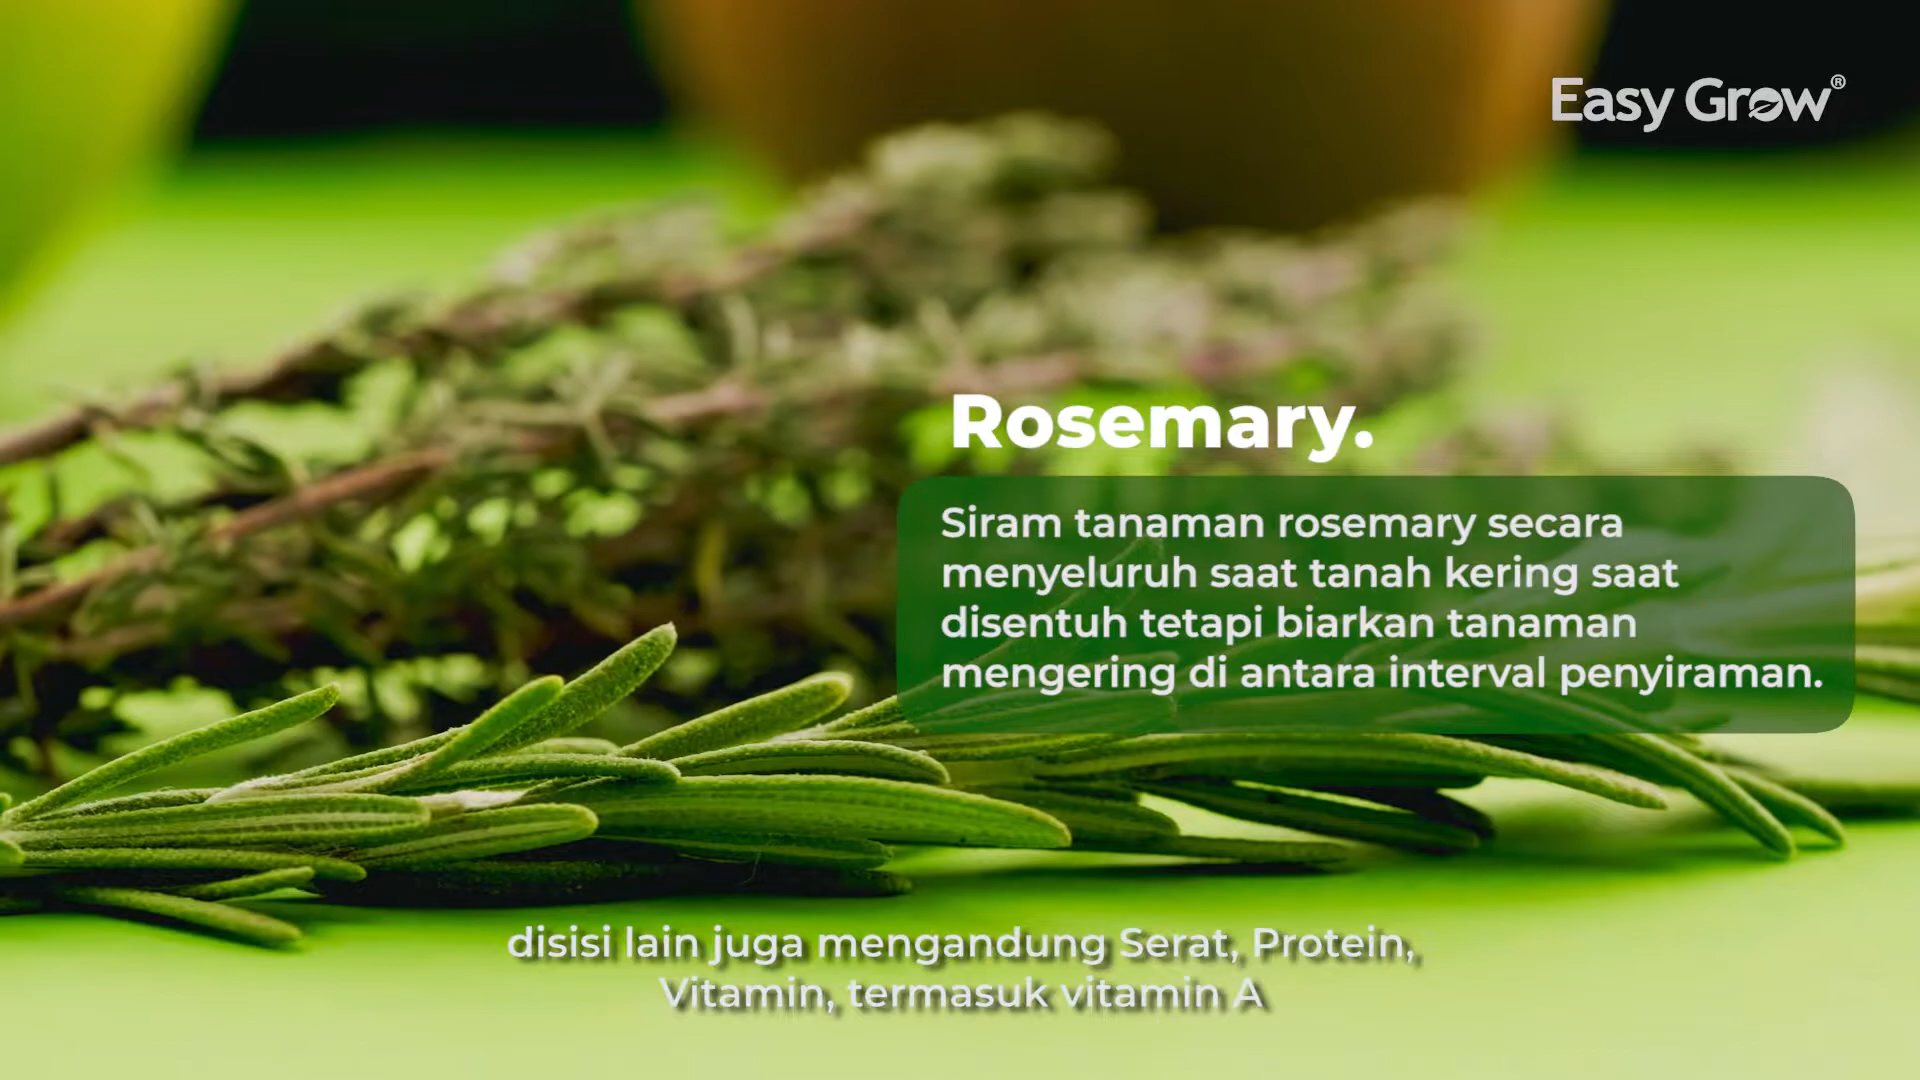 Easy Grow®
Rosemary.
Siram tanaman rosemary secara
menyeluruh saat tanah kering saat
disentuh tetapi biarkan tanaman
mengering di antara interval penyiraman.
disisi lain juga mengandung Serat, Protein,
Vitamin, termasuk vitamin A